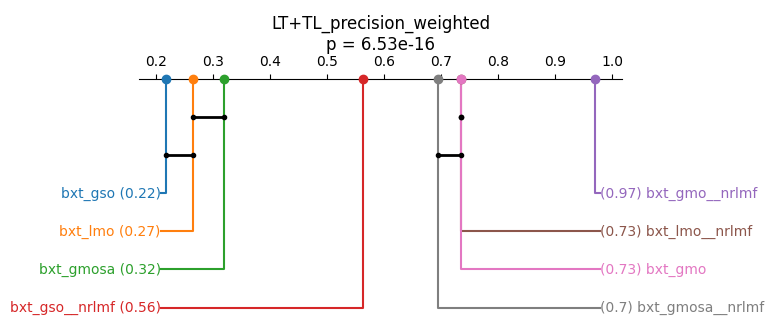 LT+TL_precision_weighted
p = 6.53e-16
0.2 0.3 0.4 0.5 0.6 0.7 0.8 0.9 1.0
bxt_gso (0.22) (0.97) bxt_gmo__nrlmf
bxt_lmo (0.27) (0.73) bxt_lmo__nrlmf
bxt_gmosa (0.32) (0.73) bxt_gmo
bxt_gso__nrlmf (0.56) (0.7) bxt_gmosa__nrlmf